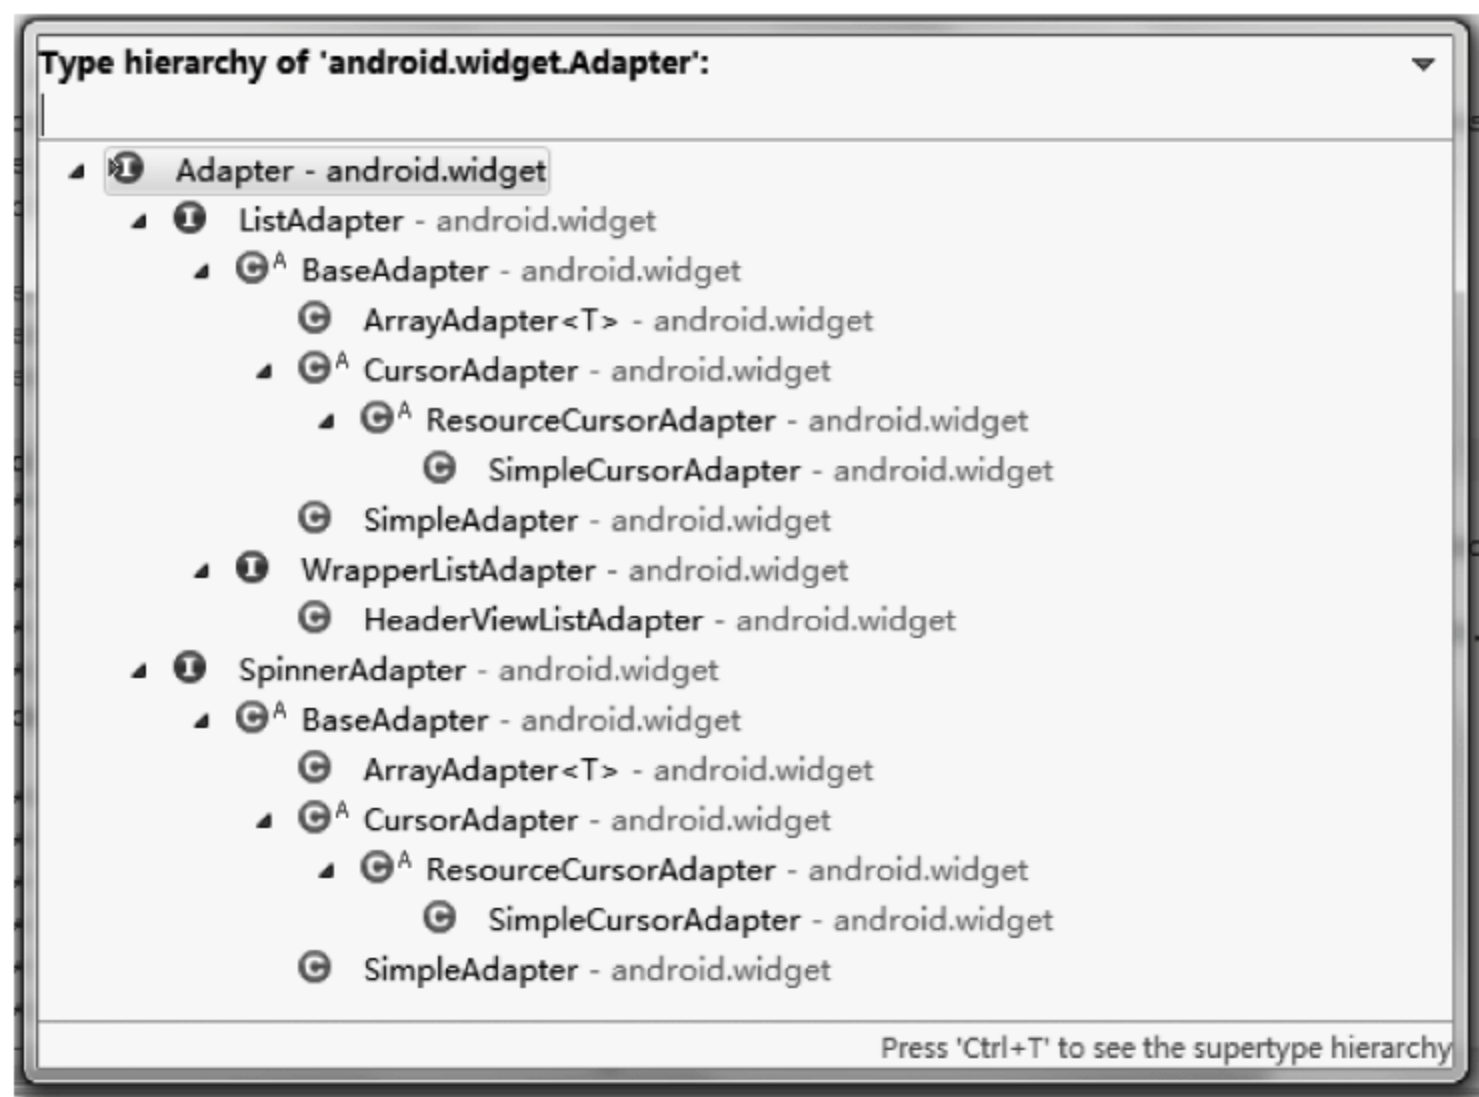 Type hierarchy of 'android.widget.Adapter':
Adapter - android.widget
ListAdapter - android.widget
BaseAdapter - android.widget
ArrayAdapter<T> - android.widget
CursorAdapter - android.widget
ResourceCursorAdapter - android.widget
SimpleCursorAdapter - android.widget
SimpleAdapter - android.widget
WrapperListAdapter - android.widget
HeaderViewListAdapter - android.widget
SpinnerAdapter - android.widget
BaseAdapter - android.widget
ArrayAdapter<T> - android.widget
CursorAdapter - android.widget
ResourceCursorAdapter - android.widget
SimpleCursorAdapter - android.widget
SimpleAdapter - android.widget
Press 'Ctrl+T' to see the supertype hierarchy